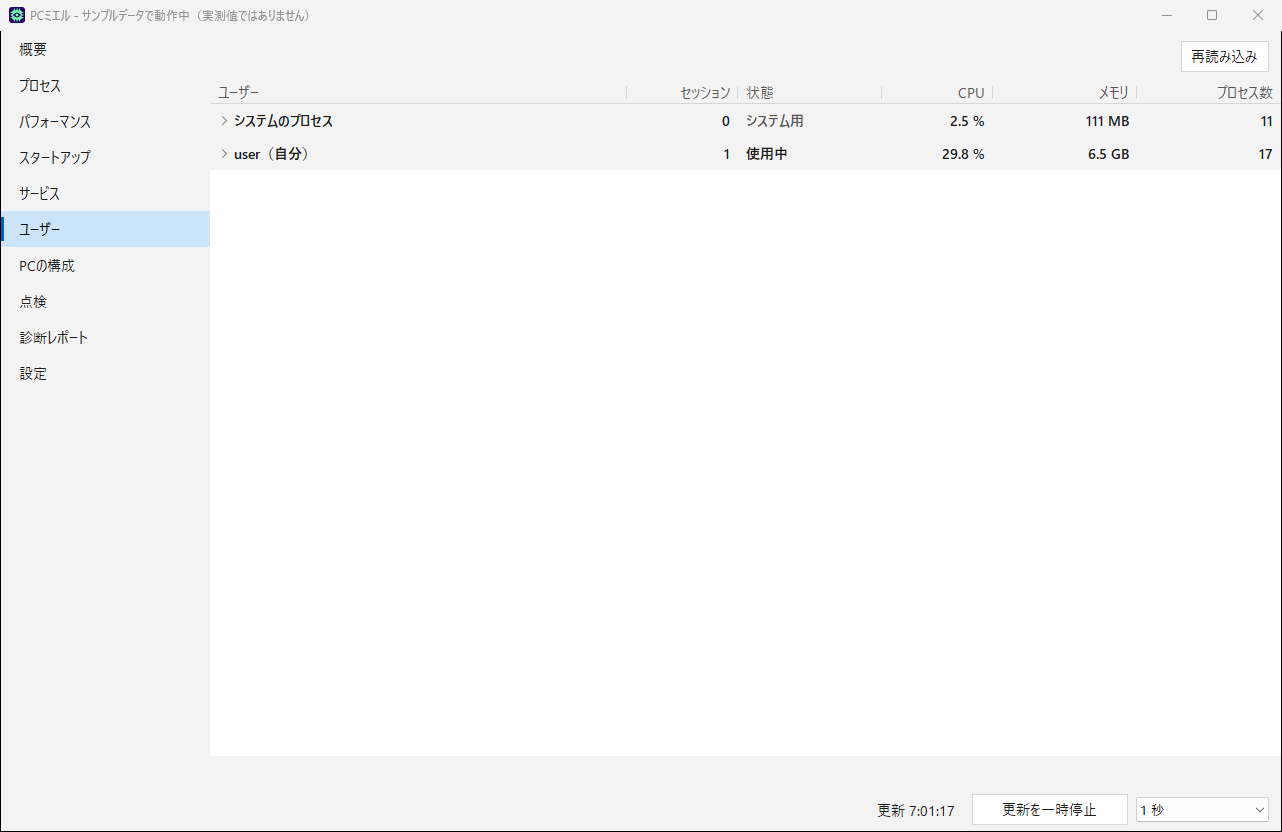 PCミエル - サンプルデータで動作中（実測値ではありません）
概要
プロセス
パフォーマンス
スタートアップ
サービス
ユーザー
PCの構成
点検
診断レポート
設定
再読み込み
ユーザー セッション 状態 CPU メモリ プロセス数
システムのプロセス 0 システム用 2.5 % 111 MB 11
user（自分） 1 使用中 29.8 % 6.5 GB 17
更新 7:01:17 更新を一時停止 1 秒